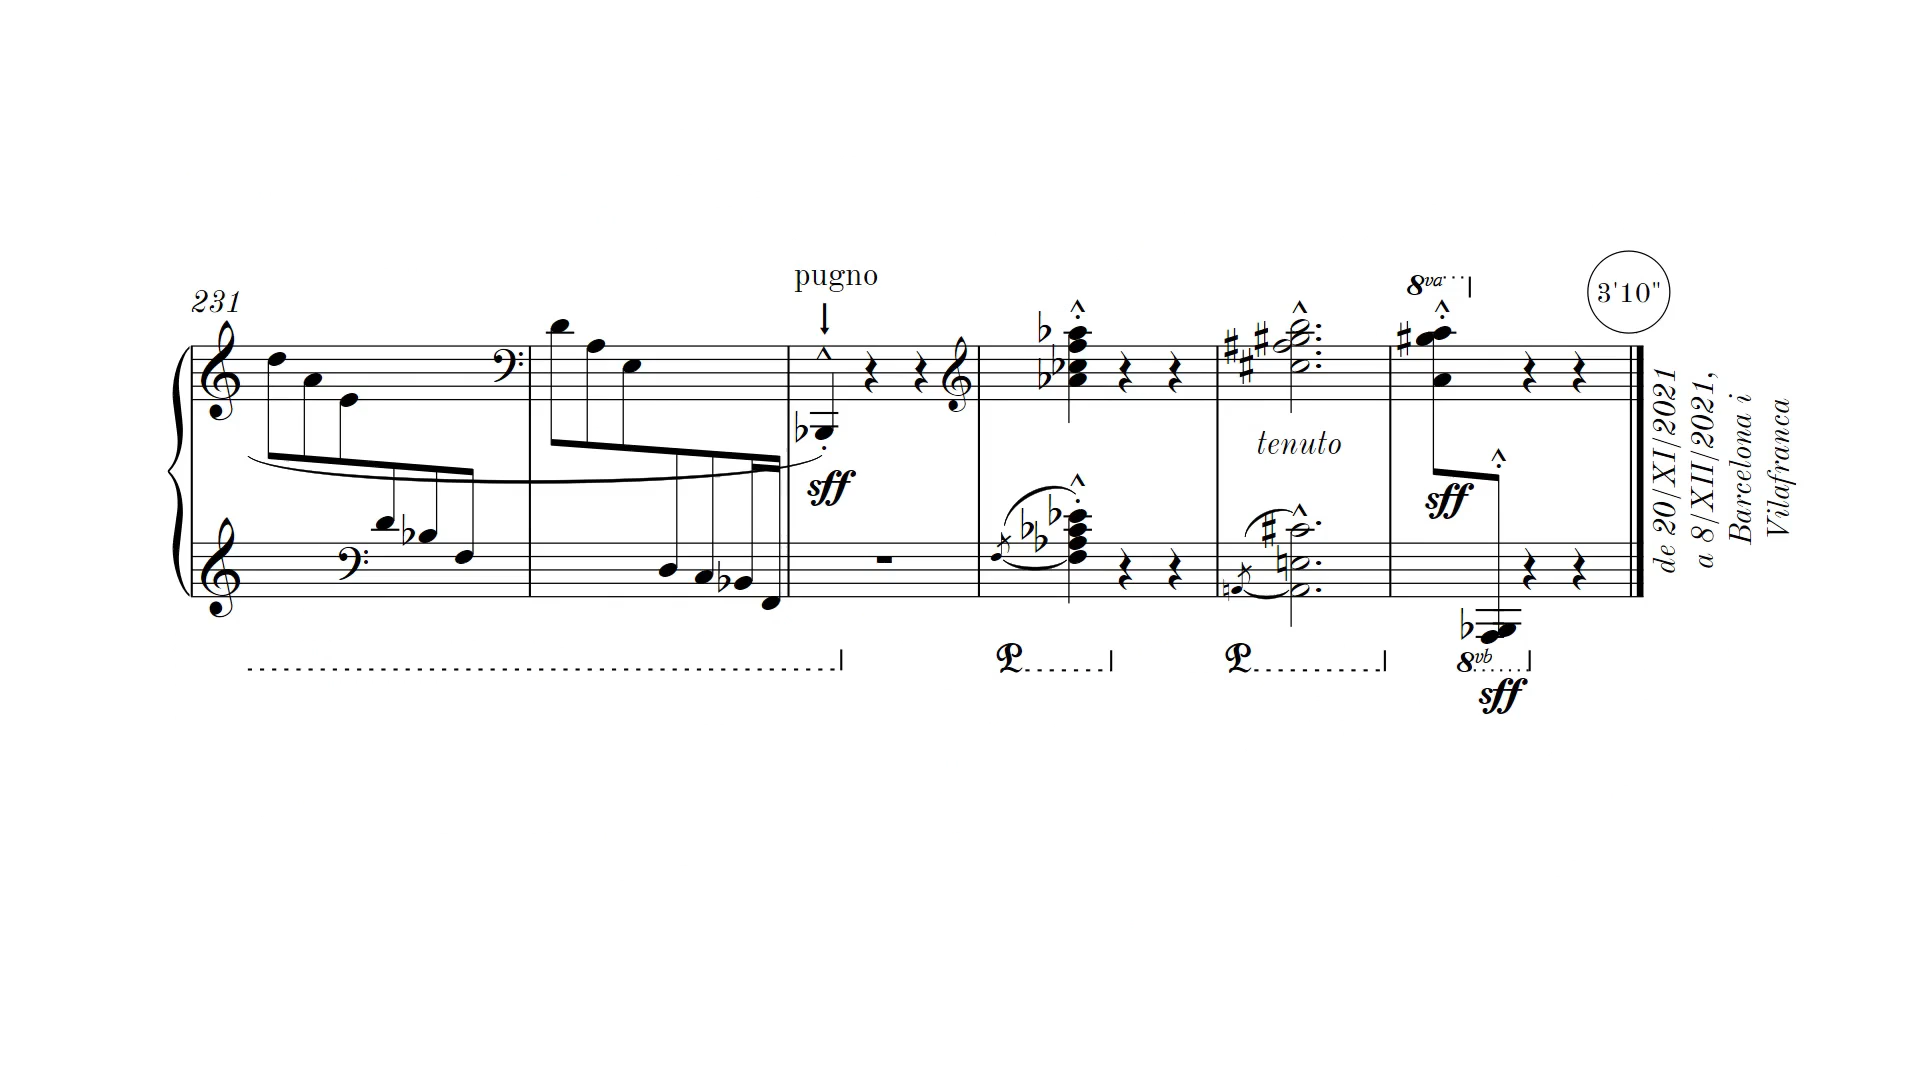 pugno
231
8va
3'10"
tenuto
sff
sff
8vb
sff
de 20/XI/2021
a 8/XII/2021,
Barcelona i
Vilafranca